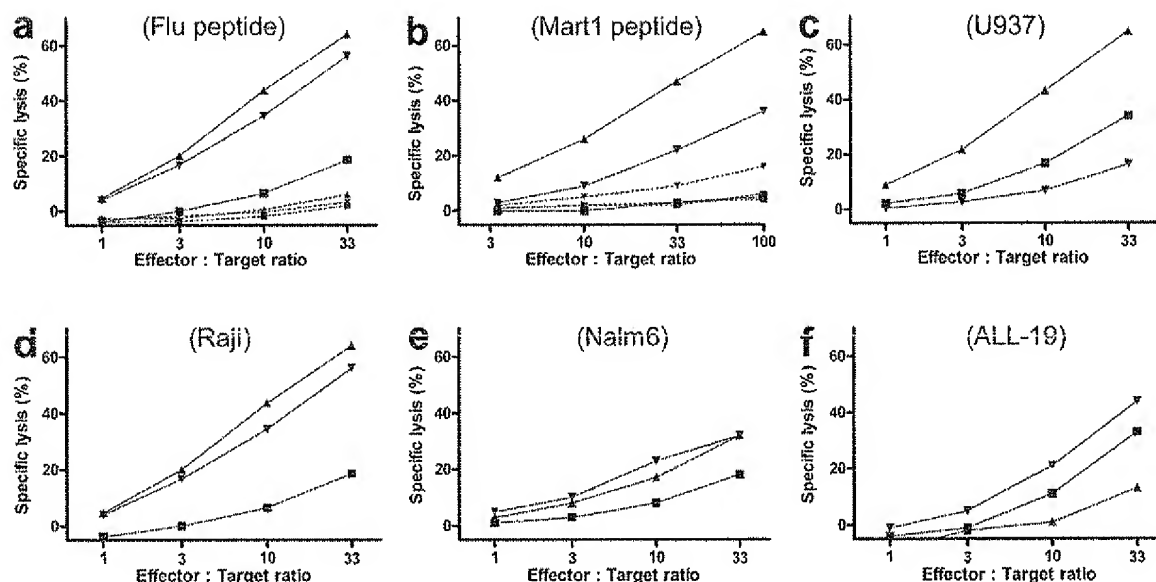 a (Flu peptide)
Specific lysis (%)
60
40
20
0
1 3 10 33
Effector : Target ratio
b (Mart1 peptide)
Specific lysis (%)
60
40
20
0
3 10 33 100
Effector : Target ratio
c (U937)
Specific lysis (%)
60
40
20
0
1 3 10 33
Effector : Target ratio
d (Raji)
Specific lysis (%)
60
40
20
0
1 3 10 33
Effector : Target ratio
e (Nalm6)
Specific lysis (%)
60
40
20
0
1 3 10 33
Effector : Target ratio
f (ALL-19)
Specific lysis (%)
60
40
20
0
1 3 10 33
Effector : Target ratio